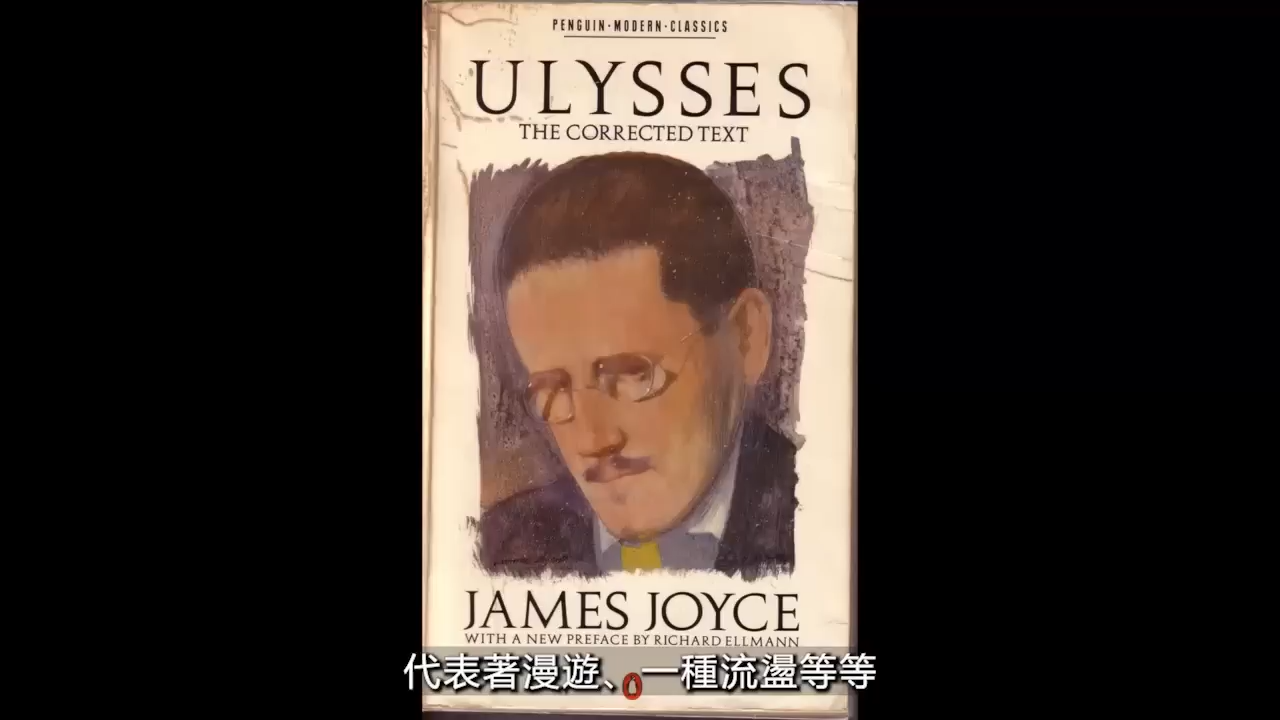 PENGUIN·MODERN·CLASSICS
ULYSSES
THE CORRECTED TEXT
JAMES JOYCE
WITH A NEW PREFACE BY RICHARD ELLMANN
代表著漫遊、一種流盪等等